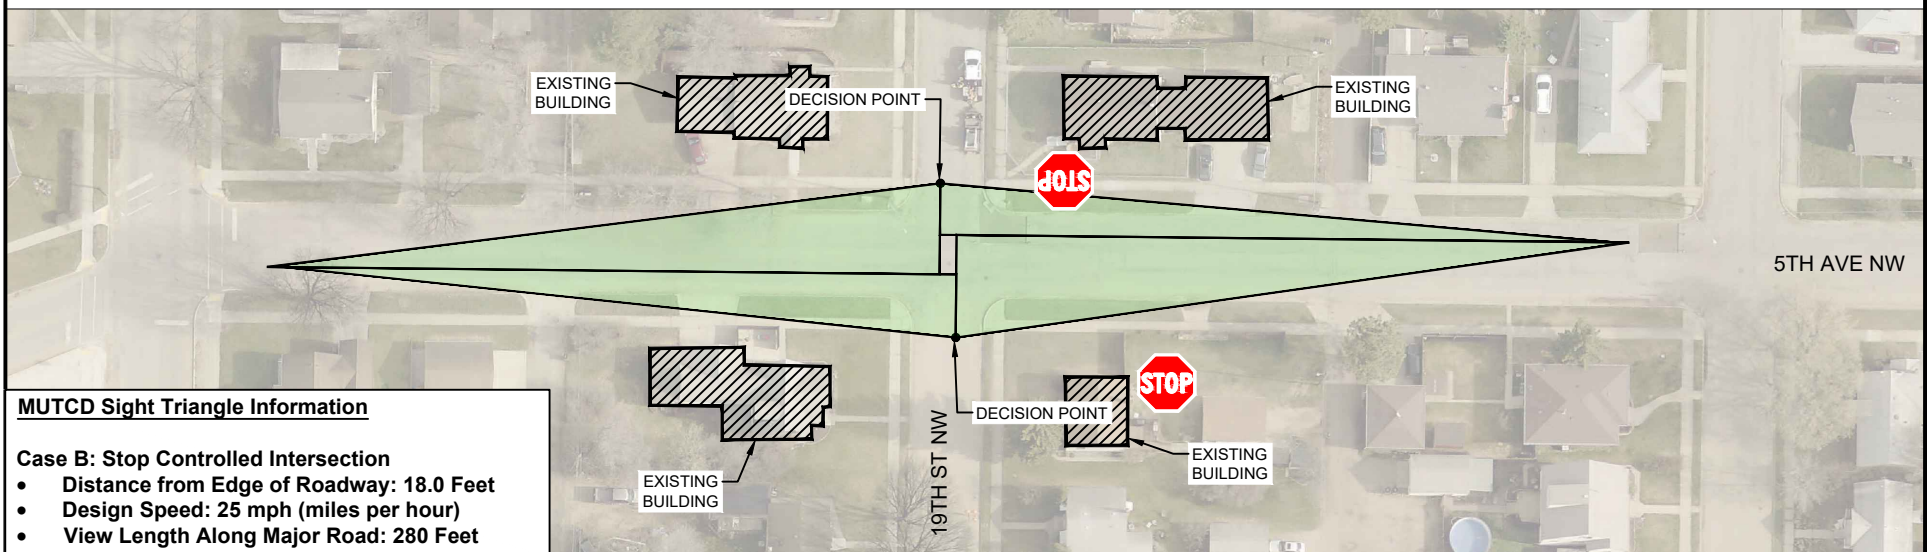 EXISTING
BUILDING
DECISION POINT
EXISTING
BUILDING
STOP
5TH AVE NW
STOP
DECISION POINT
19TH ST NW
EXISTING
BUILDING
EXISTING
BUILDING
MUTCD Sight Triangle Information
Case B: Stop Controlled Intersection
• Distance from Edge of Roadway: 18.0 Feet
• Design Speed: 25 mph (miles per hour)
• View Length Along Major Road: 280 Feet